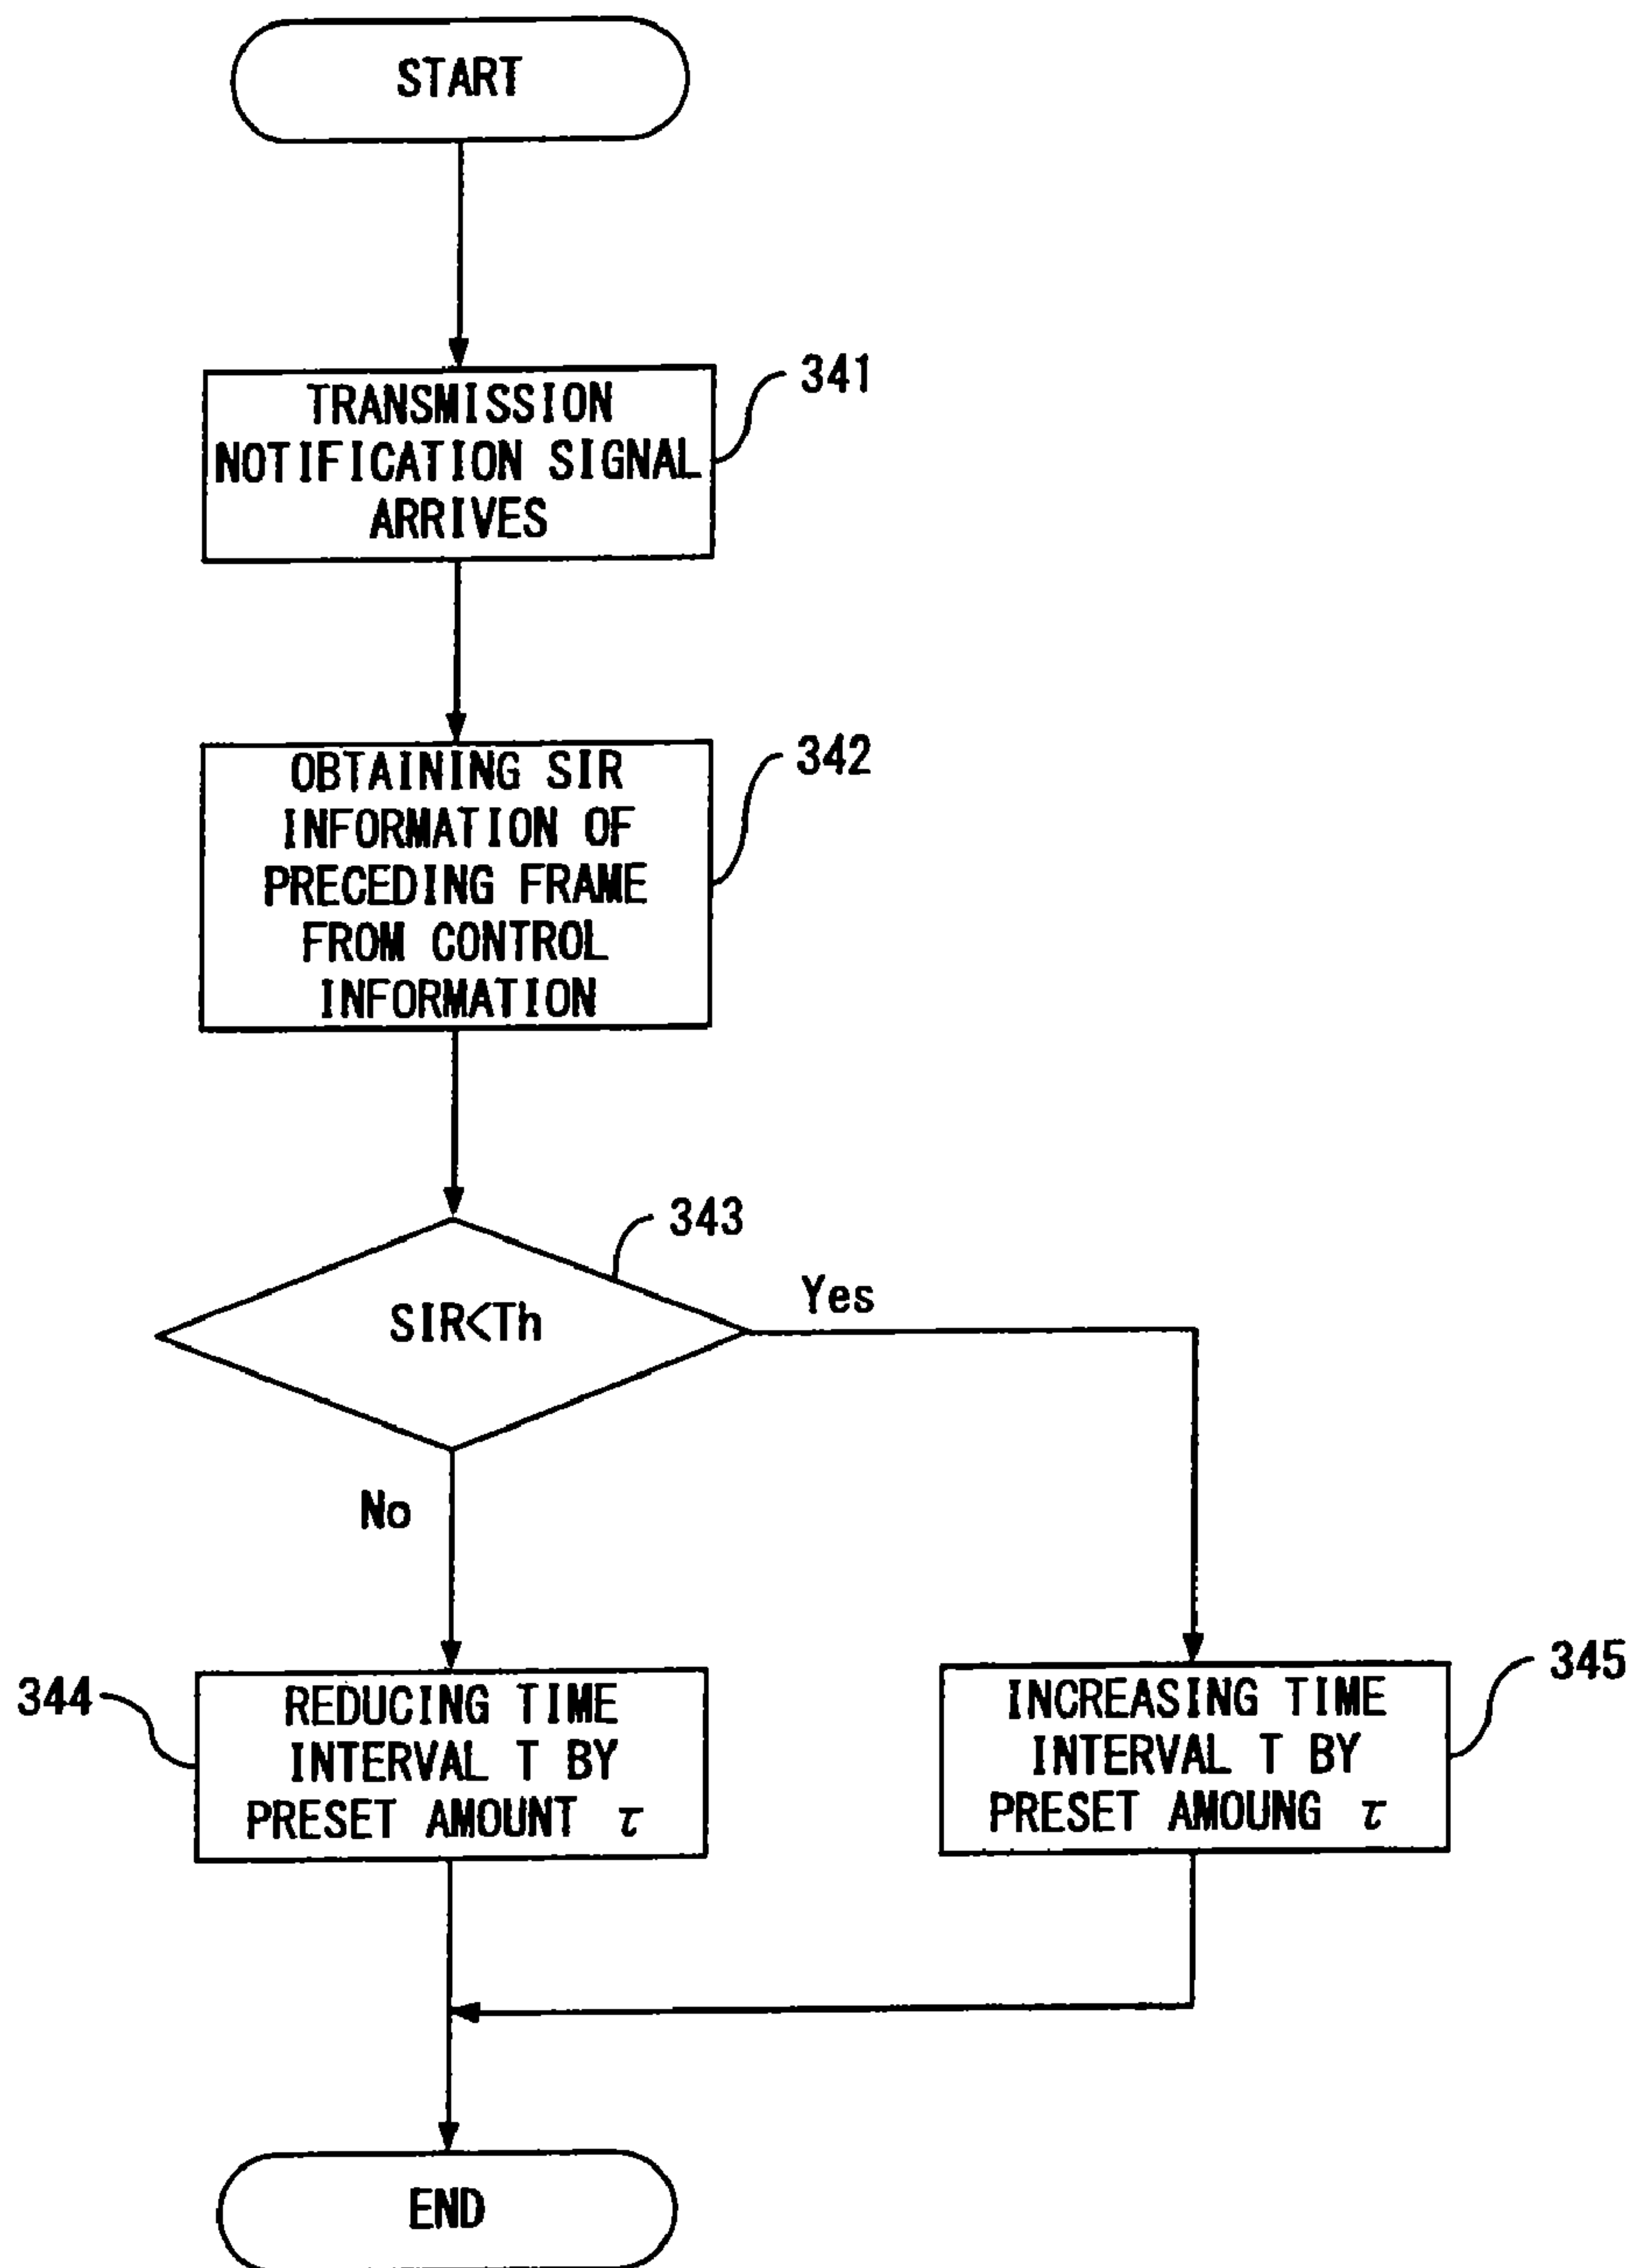 START
TRANSMISSION
NOTIFICATION SIGNAL
ARRIVES
341
OBTAINING SIR
INFORMATION OF
PRECEDING FRAME
FROM CONTROL
INFORMATION
342
SIR<Th
343
Yes
No
344
REDUCING TIME
INTERVAL T BY
PRESET AMOUNT τ
INCREASING TIME
INTERVAL T BY
PRESET AMOUNG τ
345
END